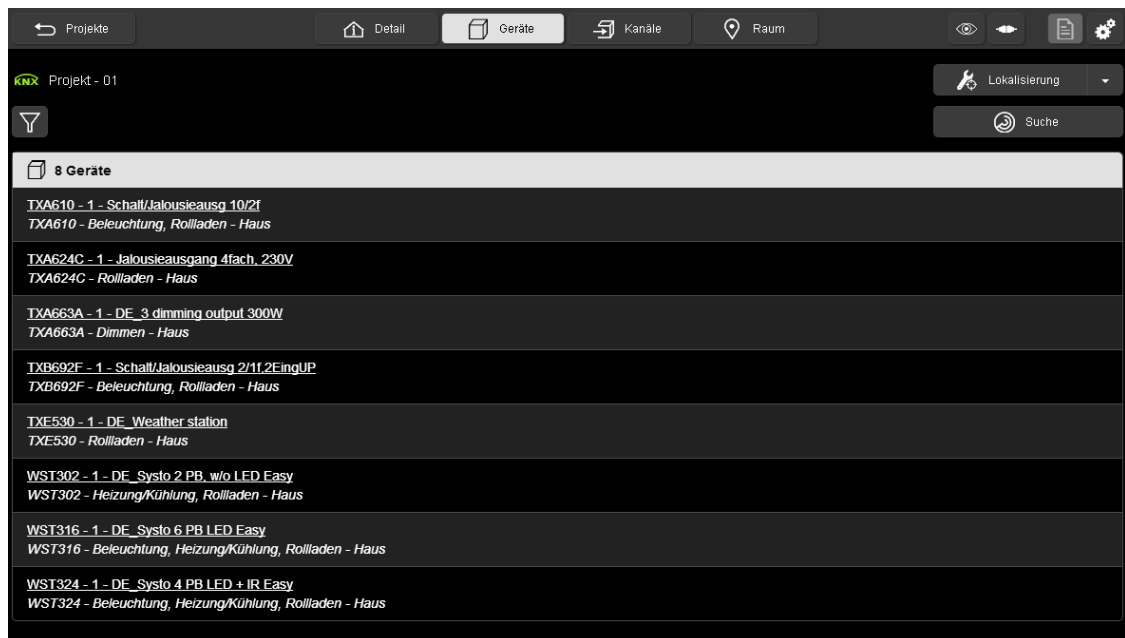 Projekte
Detail
Geräte
Kanäle
Raum
KNX Projekt - 01
Lokalisierung
Suche
8 Geräte
TXA610 - 1 - Schalt/Jalousieausg 10/2f
TXA610 - Beleuchtung, Rollladen - Haus
TXA624C - 1 - Jalousieausgang 4fach, 230V
TXA624C - Rollladen - Haus
TXA663A - 1 - DE_3 dimming output 300W
TXA663A - Dimmen - Haus
TXB692F - 1 - Schalt/Jalousieausg 2/1f,2EingUP
TXB692F - Beleuchtung, Rollladen - Haus
TXE530 - 1 - DE_Weather station
TXE530 - Rollladen - Haus
WST302 - 1 - DE_Systo 2 PB, w/o LED Easy
WST302 - Heizung/Kühlung, Rollladen - Haus
WST316 - 1 - DE_Systo 6 PB LED Easy
WST316 - Beleuchtung, Heizung/Kühlung, Rollladen - Haus
WST324 - 1 - DE_Systo 4 PB LED + IR Easy
WST324 - Beleuchtung, Heizung/Kühlung, Rollladen - Haus